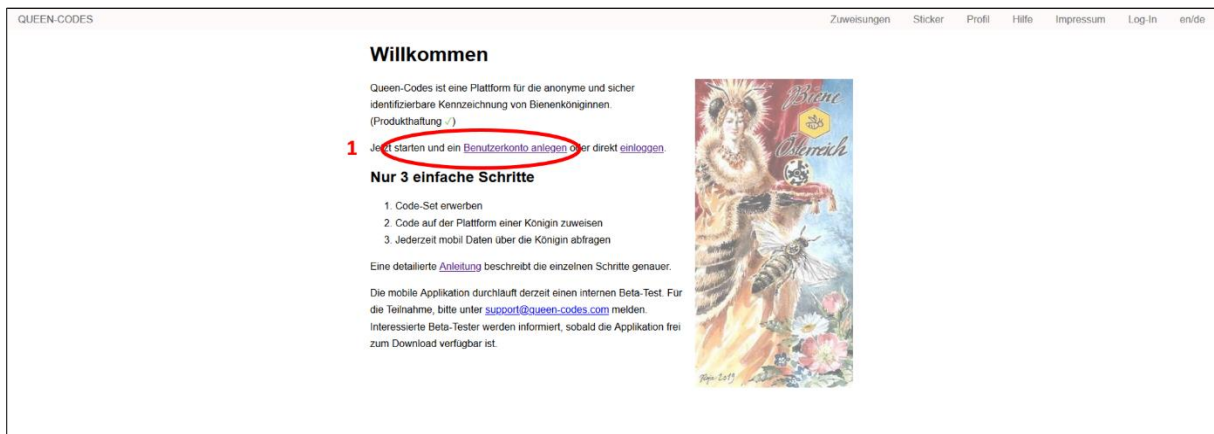 QUEEN-CODES
Zuweisungen Sticker Profil Hilfe Impressum Log-In en/de
Willkommen
Queen-Codes ist eine Plattform für die anonyme und sicher
identifizierbare Kennzeichnung von Bienenköniginnen.
(Produkthaftung ✓)
1 Jetzt starten und ein Benutzerkonto anlegen oder direkt einloggen.
Nur 3 einfache Schritte
1. Code-Set erwerben
2. Code auf der Plattform einer Königin zuweisen
3. Jederzeit mobil Daten über die Königin abfragen
Eine detailierte Anleitung beschreibt die einzelnen Schritte genauer.
Die mobile Applikation durchläuft derzeit einen internen Beta-Test. Für
die Teilnahme, bitte unter support@queen-codes.com melden.
Interessierte Beta-Tester werden informiert, sobald die Applikation frei
zum Download verfügbar ist.
Biene
Österreich
2019